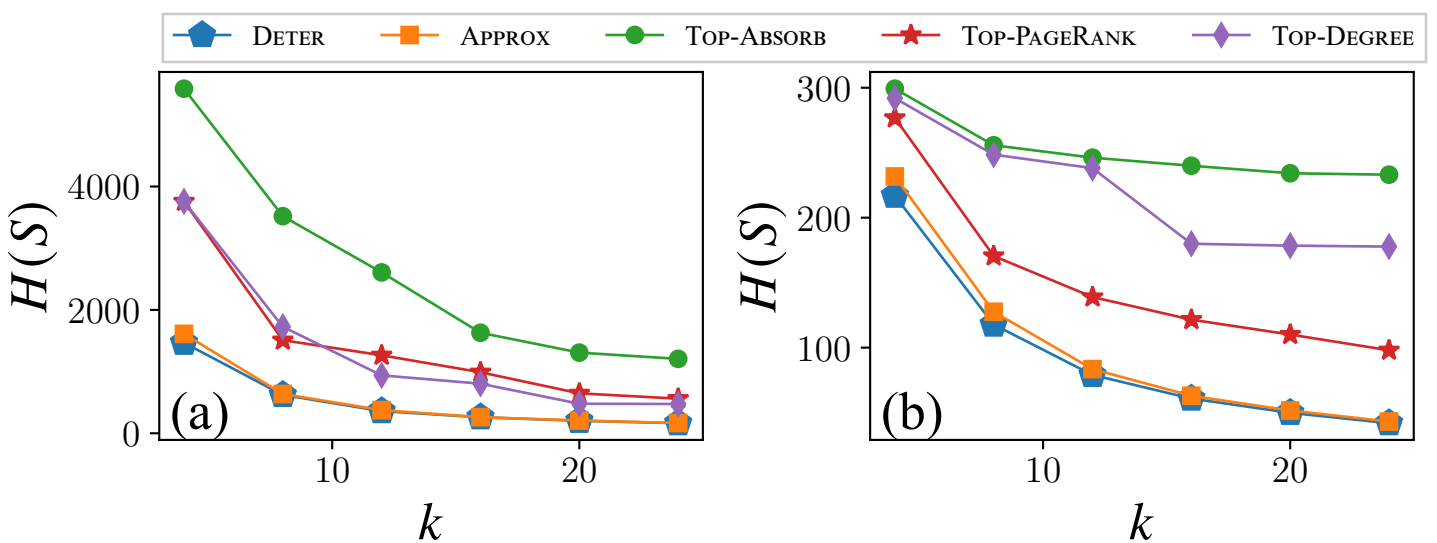 DETER APPROX TOP-ABSORB TOP-PAGERANK TOP-DEGREE
H(S)
4000
2000
0
(a)
10 20
k
H(S)
300
200
100
(b)
10 20
k